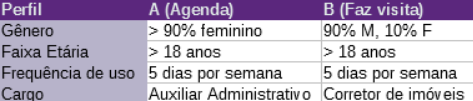 Perfil A (Agenda) B (Faz visita)
Gênero > 90% feminino 90% M, 10% F
Faixa Etária > 18 anos > 18 anos
Frequência de uso 5 dias por semana 5 dias por semana
Cargo Auxiliar Administrativo Corretor de imóveis